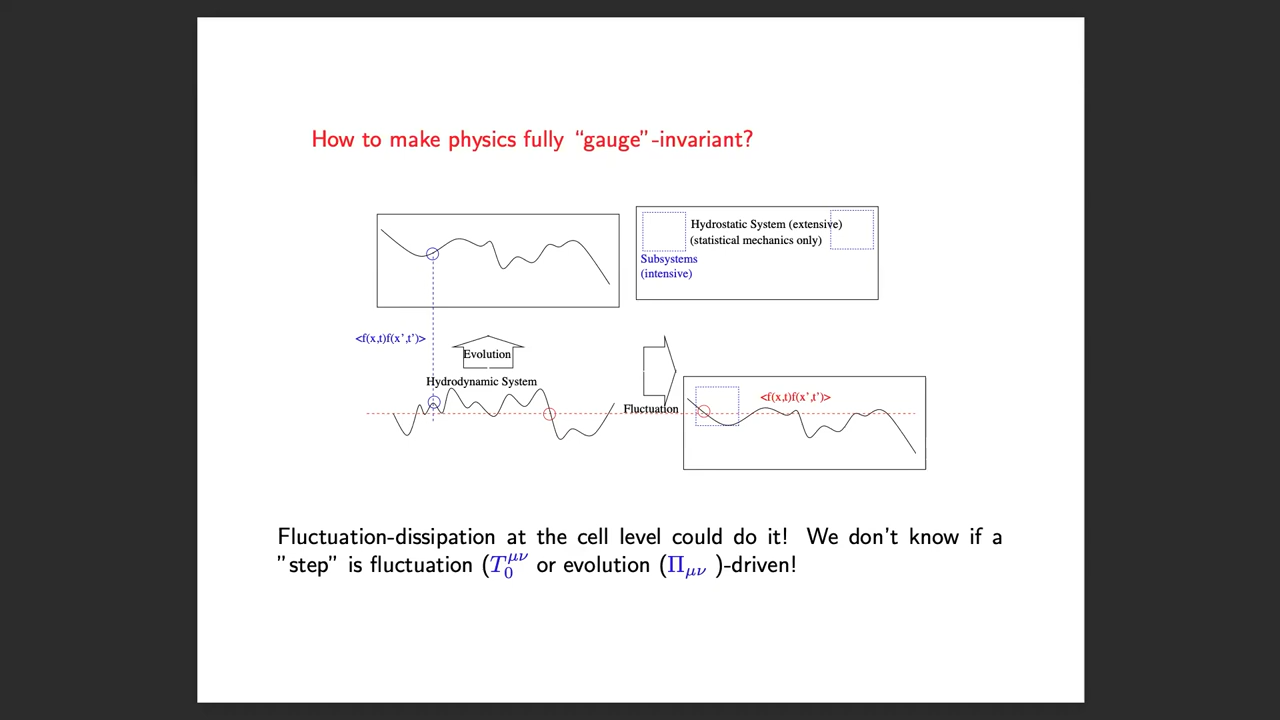 How to make physics fully “gauge”-invariant?
Hydrostatic System (extensive)
(statistical mechanics only)
Subsystems
(intensive)
<f(x,t)f(x’,t’)>
Evolution
Hydrodynamic System
Fluctuation
<f(x,t)f(x’,t’)>
Fluctuation-dissipation at the cell level could do it! We don’t know if a
”step” is fluctuation (T₀^μν or evolution (Π_μν )-driven!